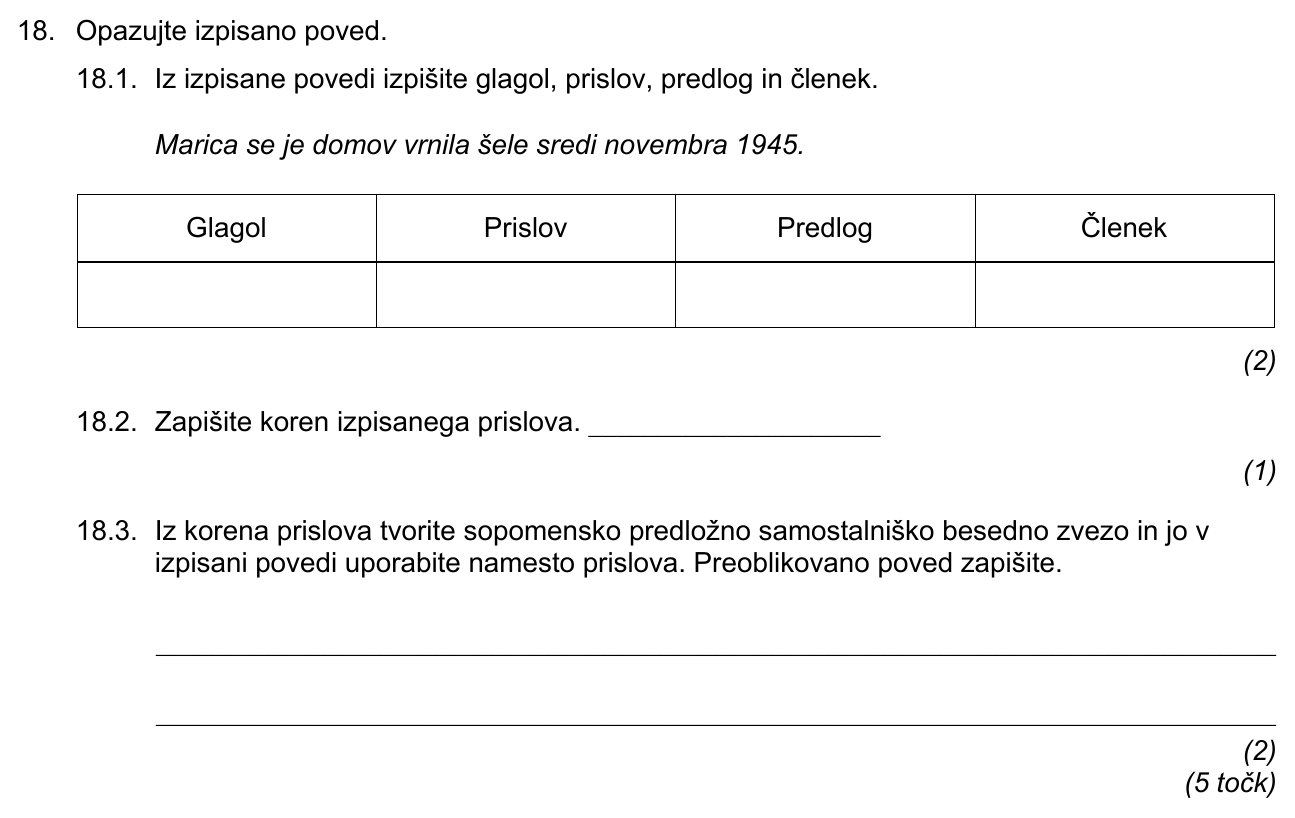 18. Opazujte izpisano poved.
18.1. Iz izpisane povedi izpišite glagol, prislov, predlog in členek.
Marica se je domov vrnila šele sredi novembra 1945.
Glagol Prislov Predlog Členek
(2)
18.2. Zapišite koren izpisanega prislova. ____________________
(1)
18.3. Iz korena prislova tvorite sopomensko predložno samostalniško besedno zvezo in jo v
izpisani povedi uporabite namesto prislova. Preoblikovano poved zapišite.
(2)
(5 točk)